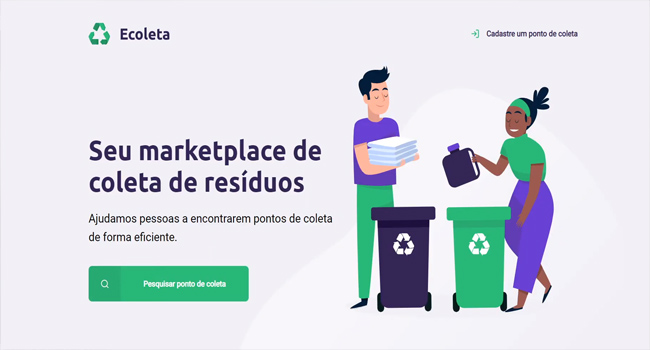 Ecoleta
Cadastre um ponto de coleta
Seu marketplace de
coleta de resíduos
Ajudamos pessoas a encontrarem pontos de coleta
de forma eficiente.
Pesquisar ponto de coleta